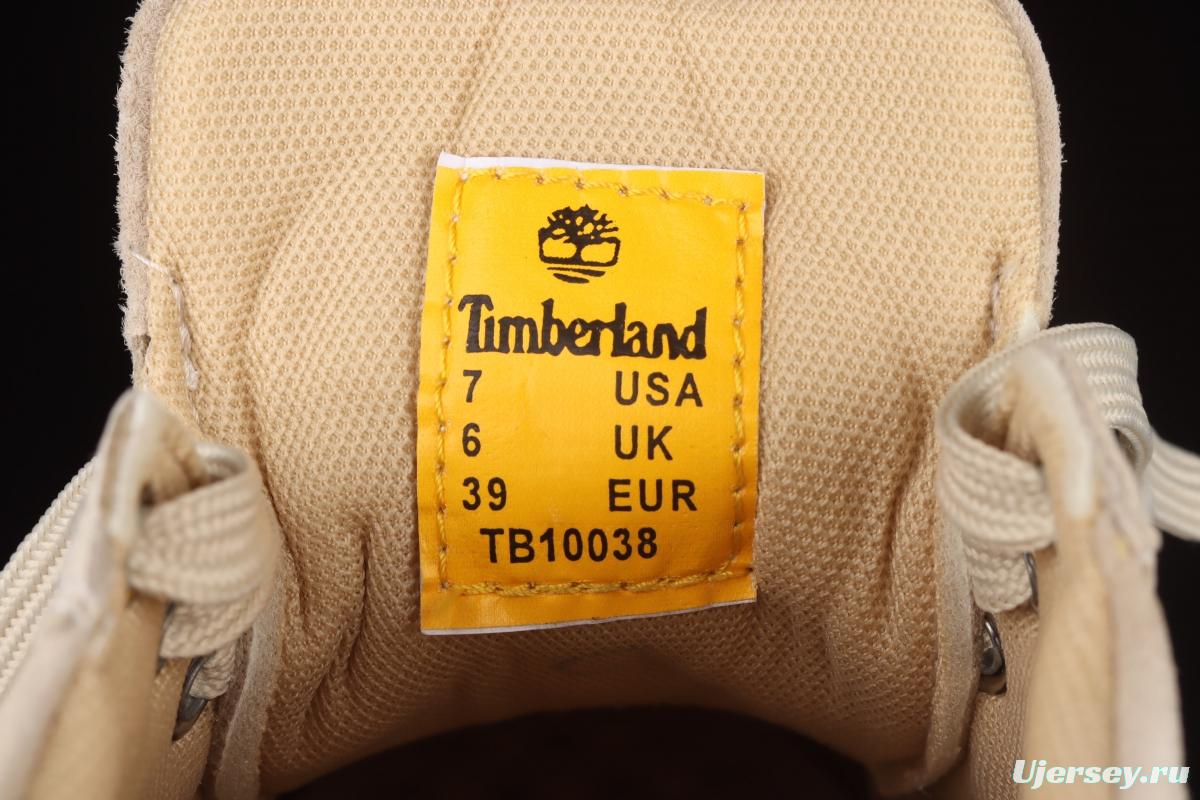 Timberland
7 USA
6 UK
39 EUR
TB10038
Ujersey.ru